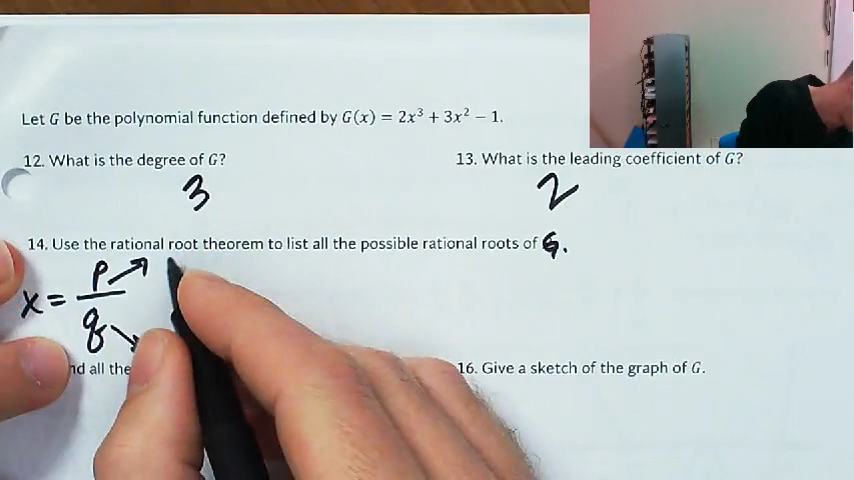 Let G be the polynomial function defined by G(x) = 2x³ + 3x² − 1.
12. What is the degree of G?
13. What is the leading coefficient of G?
3
2
14. Use the rational root theorem to list all the possible rational roots of G.
x = p/q
nd all the
16. Give a sketch of the graph of G.